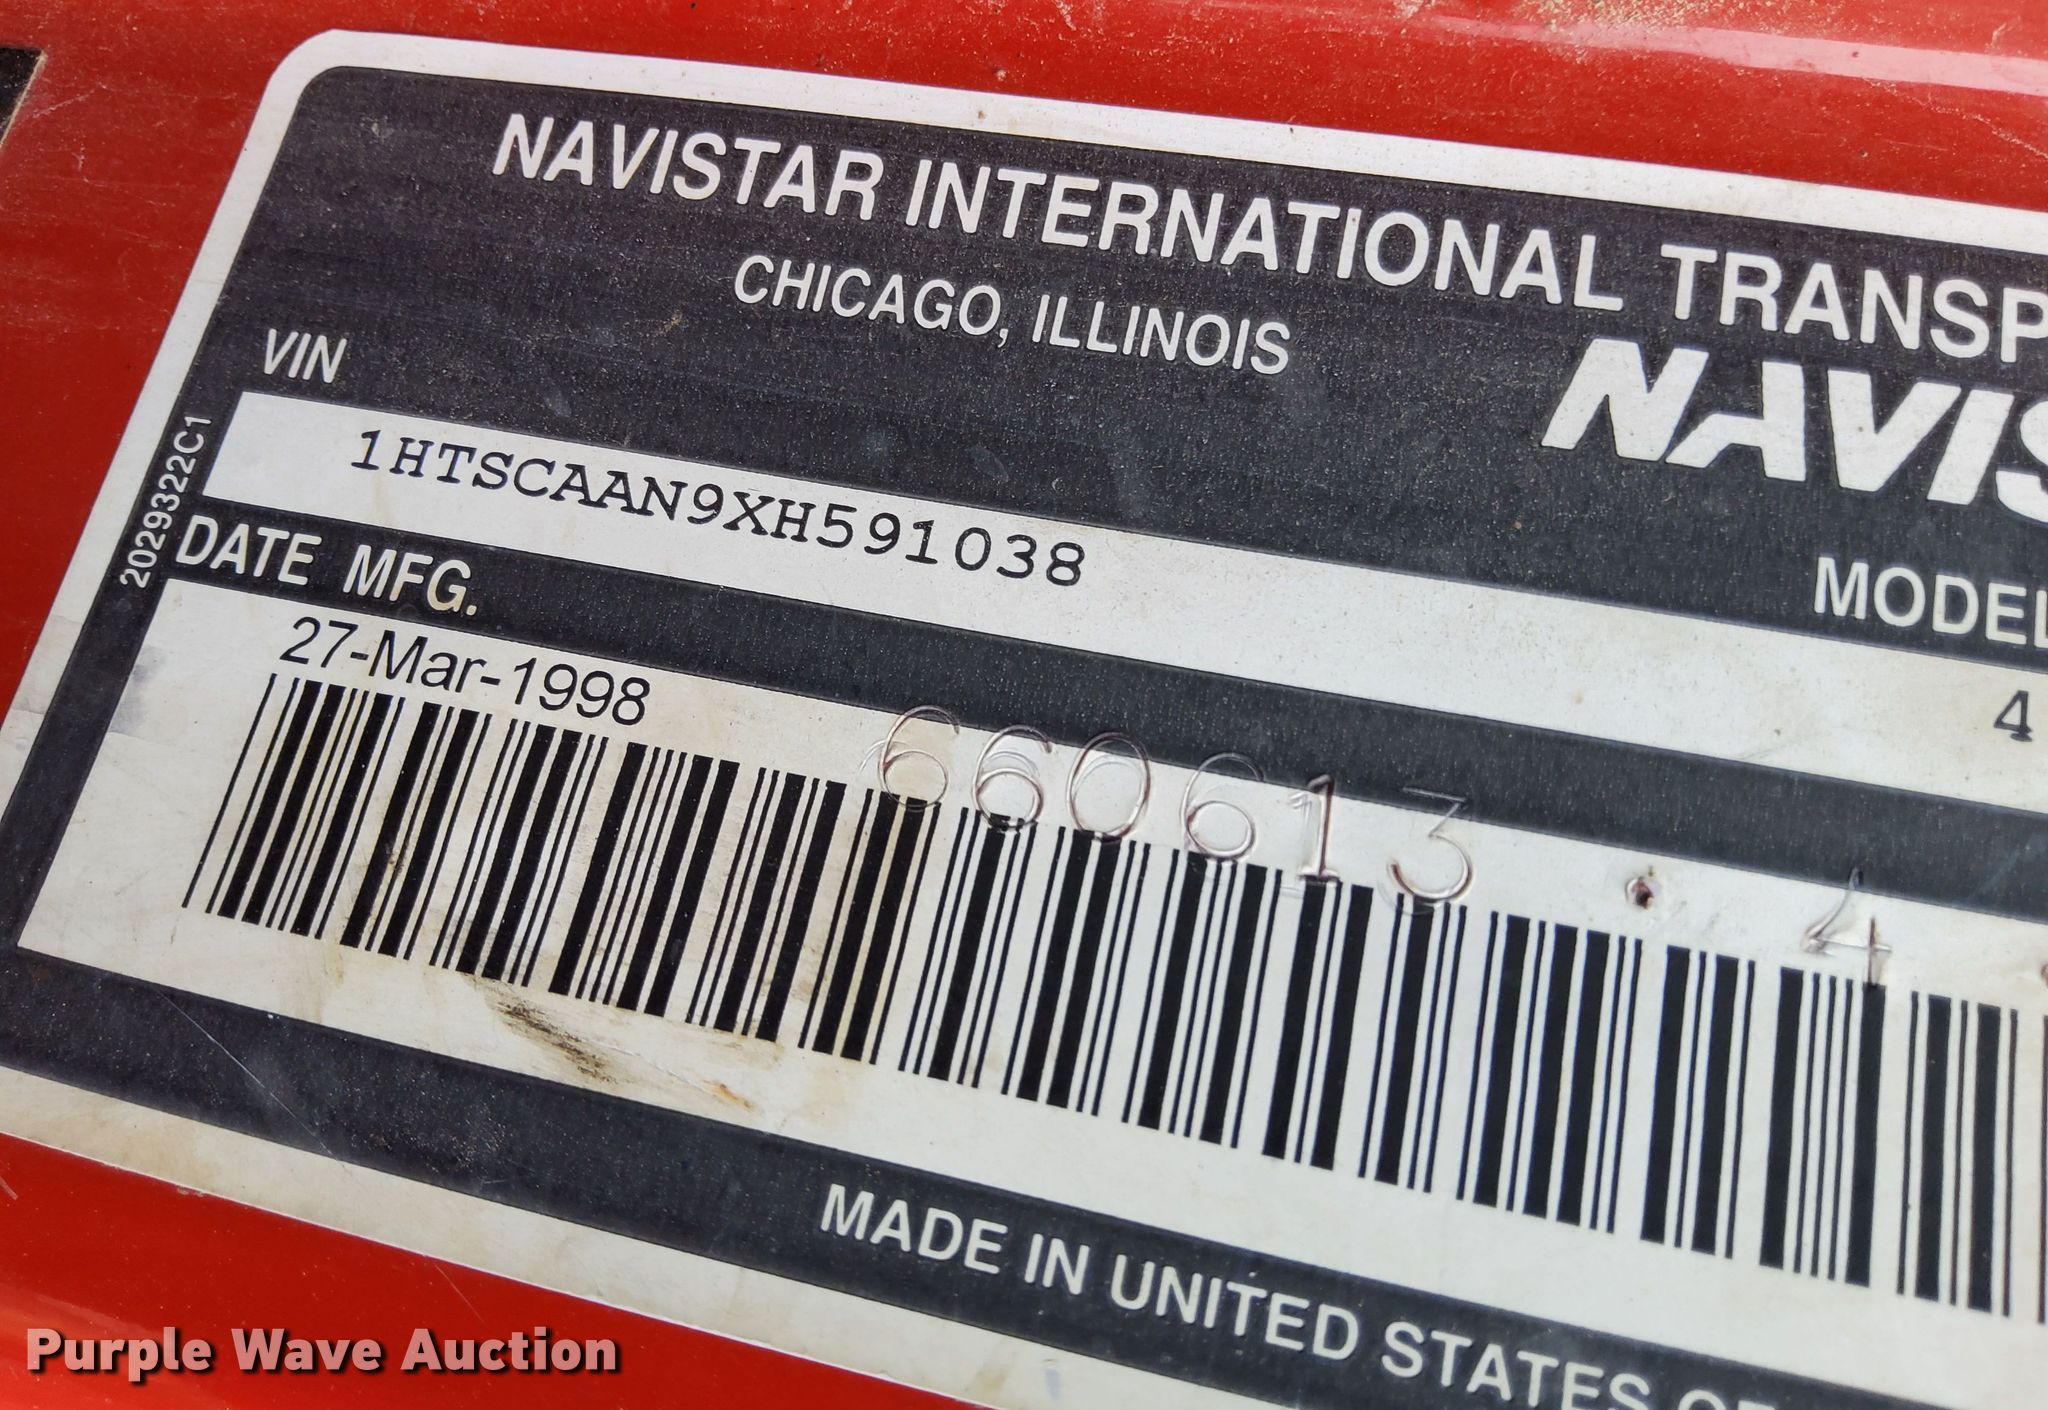 NAVISTAR INTERNATIONAL TRANSP
CHICAGO, ILLINOIS
NAVIS
VIN
1HTSCAAN9XH591038
MODEL
4
2029322C1
DATE MFG.
27-Mar-1998
660613 . 4
MADE IN UNITED STATES OF
Purple Wave Auction